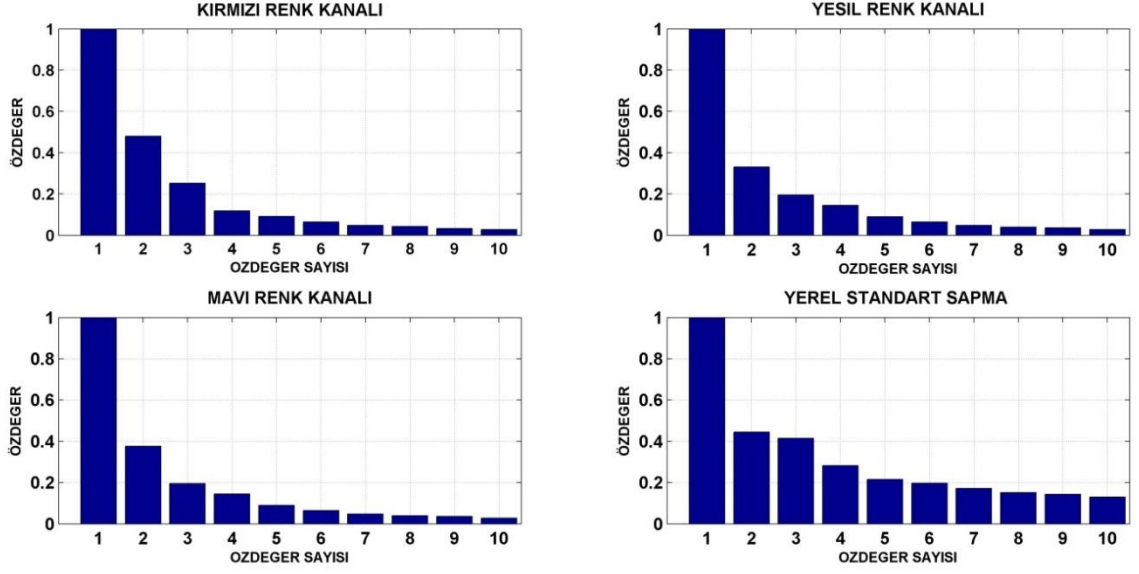 KIRMIZI RENK KANALI
ÖZDEGER
1
0.8
0.6
0.4
0.2
0
1 2 3 4 5 6 7 8 9 10
OZDEGER SAYISI
YESIL RENK KANALI
ÖZDEGER
1
0.8
0.6
0.4
0.2
0
1 2 3 4 5 6 7 8 9 10
OZDEGER SAYISI
MAVI RENK KANALI
ÖZDEGER
1
0.8
0.6
0.4
0.2
0
1 2 3 4 5 6 7 8 9 10
OZDEGER SAYISI
YEREL STANDART SAPMA
ÖZDEGER
1
0.8
0.6
0.4
0.2
0
1 2 3 4 5 6 7 8 9 10
OZDEGER SAYISI